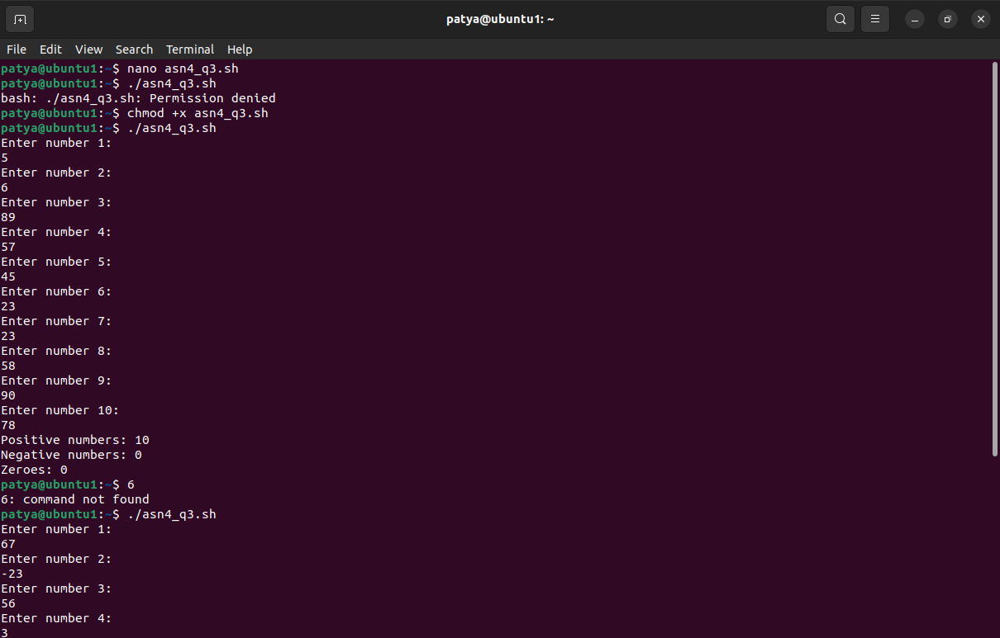 patya@ubuntu1: ~
File Edit View Search Terminal Help
patya@ubuntu1:~$ nano asn4_q3.sh
patya@ubuntu1:~$ ./asn4_q3.sh
bash: ./asn4_q3.sh: Permission denied
patya@ubuntu1:~$ chmod +x asn4_q3.sh
patya@ubuntu1:~$ ./asn4_q3.sh
Enter number 1:
5
Enter number 2:
6
Enter number 3:
89
Enter number 4:
57
Enter number 5:
45
Enter number 6:
23
Enter number 7:
23
Enter number 8:
58
Enter number 9:
90
Enter number 10:
78
Positive numbers: 10
Negative numbers: 0
Zeroes: 0
patya@ubuntu1:~$ 6
6: command not found
patya@ubuntu1:~$ ./asn4_q3.sh
Enter number 1:
67
Enter number 2:
-23
Enter number 3:
56
Enter number 4:
3